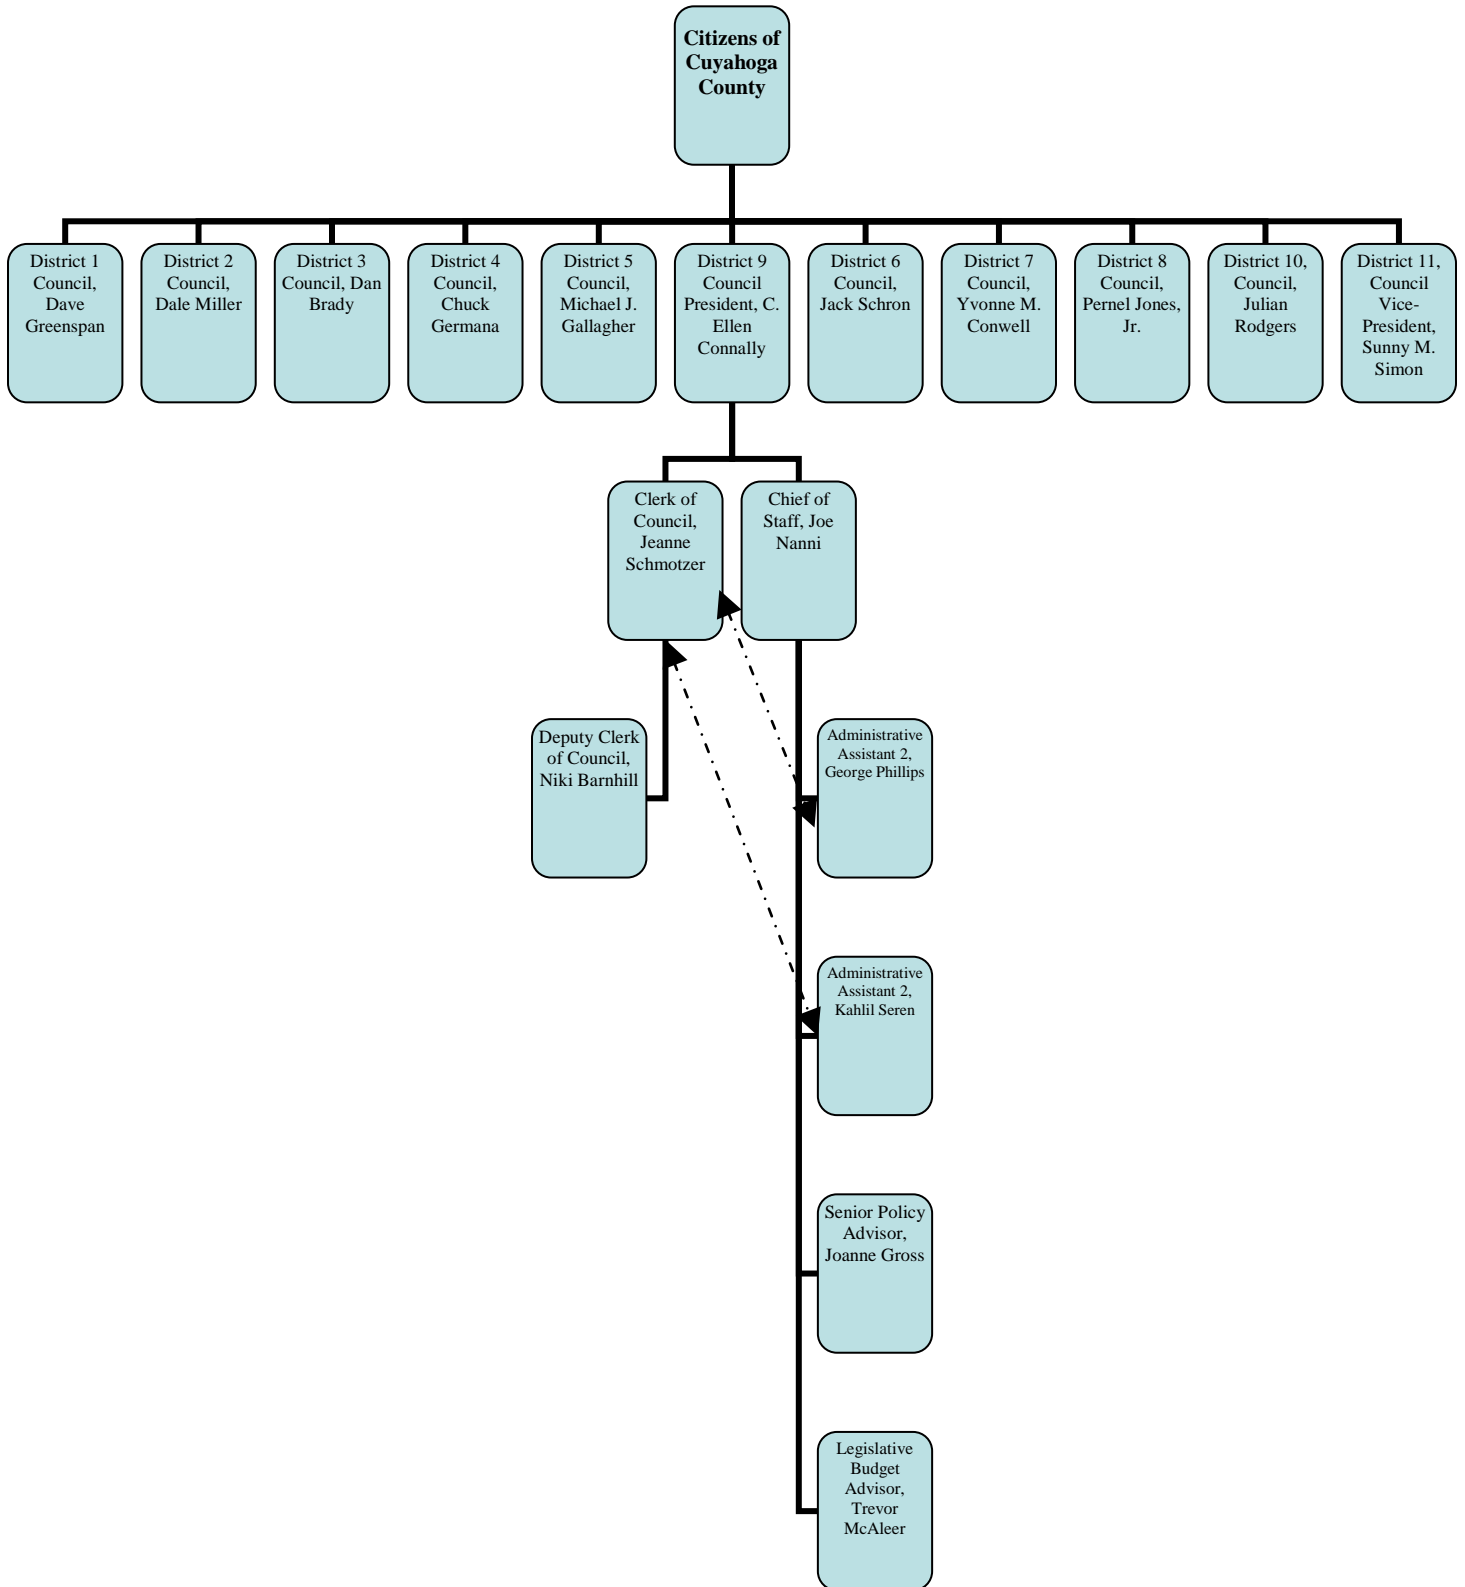 Citizens of
Cuyahoga
County
District 1
Council,
Dave
Greenspan
District 2
Council,
Dale Miller
District 3
Council, Dan
Brady
District 4
Council,
Chuck
Germana
District 5
Council,
Michael J.
Gallagher
District 9
Council
President, C.
Ellen
Connally
District 6
Council,
Jack Schron
District 7
Council,
Yvonne M.
Conwell
District 8
Council,
Pernel Jones,
Jr.
District 10,
Council,
Julian
Rodgers
District 11,
Council
Vice-
President,
Sunny M.
Simon
Clerk of
Council,
Jeanne
Schmotzer
Chief of
Staff, Joe
Nanni
Deputy Clerk
of Council,
Niki Barnhill
Administrative
Assistant 2,
George Phillips
Administrative
Assistant 2,
Kahlil Seren
Senior Policy
Advisor,
Joanne Gross
Legislative
Budget
Advisor,
Trevor
McAleer